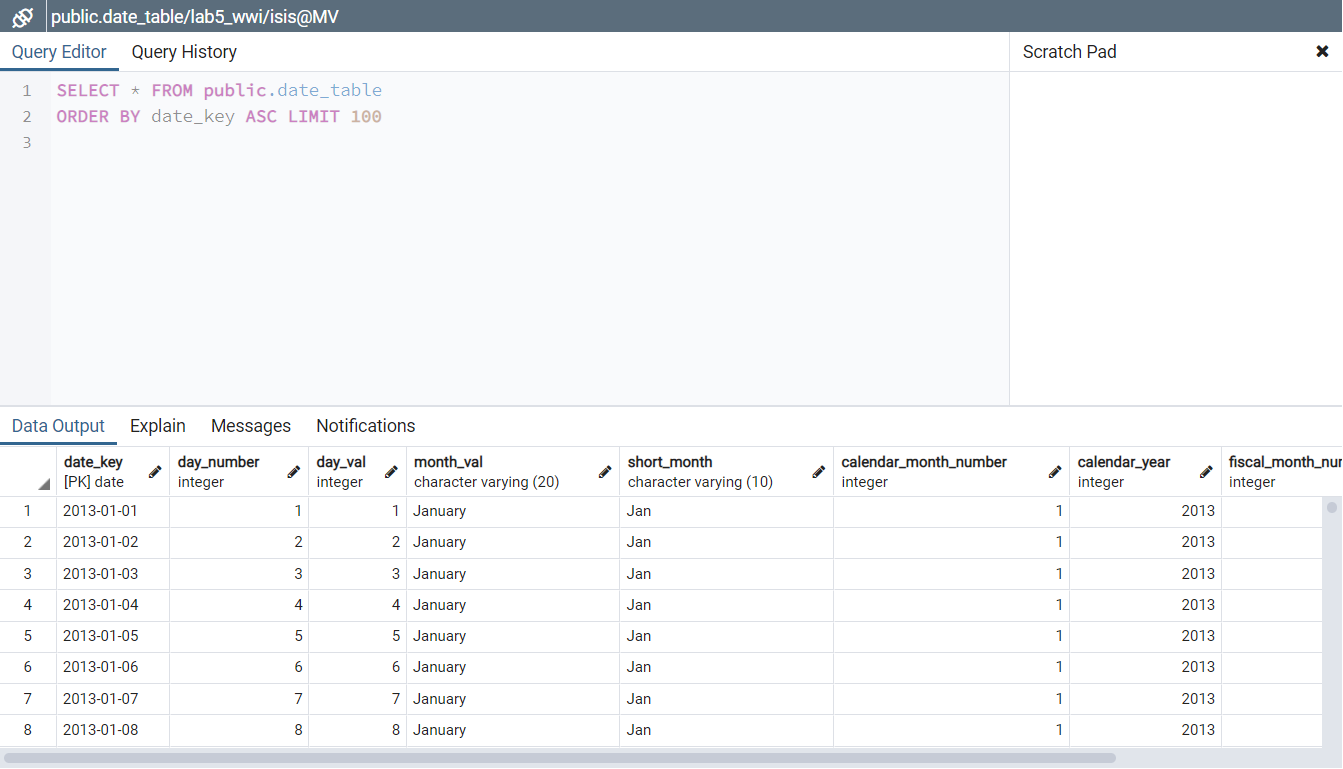 public.date_table/lab5_wwi/isis@MV
Query Editor Query History Scratch Pad
1 SELECT * FROM public.date_table
2 ORDER BY date_key ASC LIMIT 100
3
Data Output Explain Messages Notifications
date_key day_number day_val month_val short_month calendar_month_number calendar_year fiscal_month_num
[PK] date integer integer character varying (20) character varying (10) integer integer integer
1 2013-01-01 1 1 January Jan 1 2013
2 2013-01-02 2 2 January Jan 1 2013
3 2013-01-03 3 3 January Jan 1 2013
4 2013-01-04 4 4 January Jan 1 2013
5 2013-01-05 5 5 January Jan 1 2013
6 2013-01-06 6 6 January Jan 1 2013
7 2013-01-07 7 7 January Jan 1 2013
8 2013-01-08 8 8 January Jan 1 2013